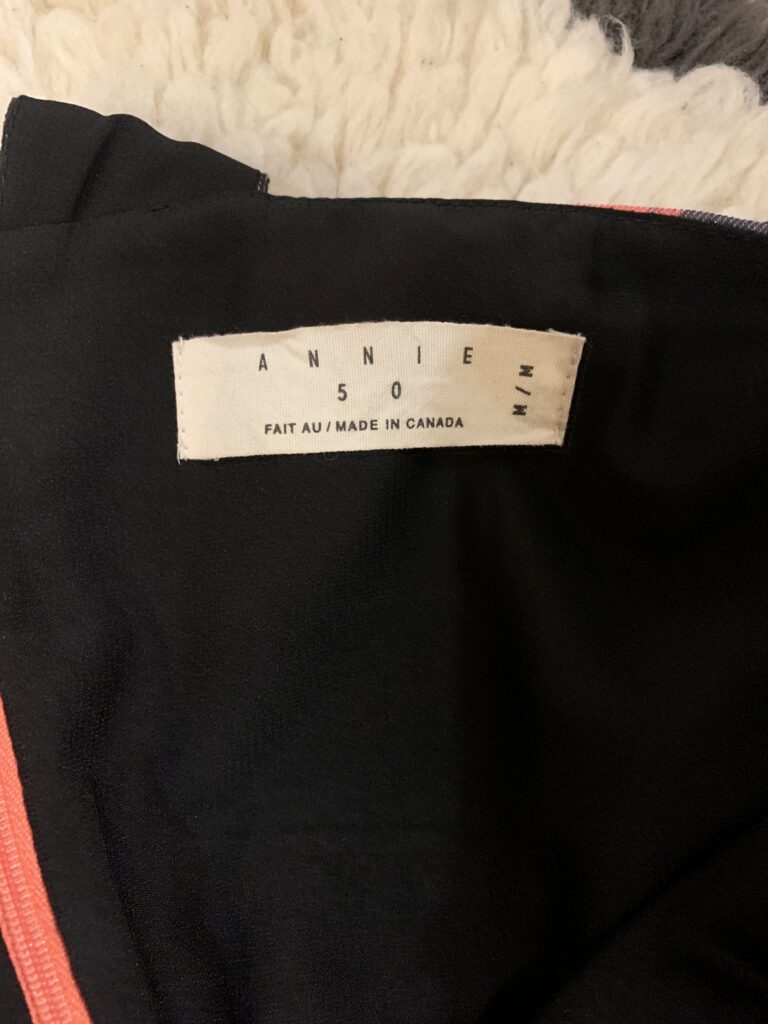 A N N I E
5 0
FAIT AU / MADE IN CANADA
M/M